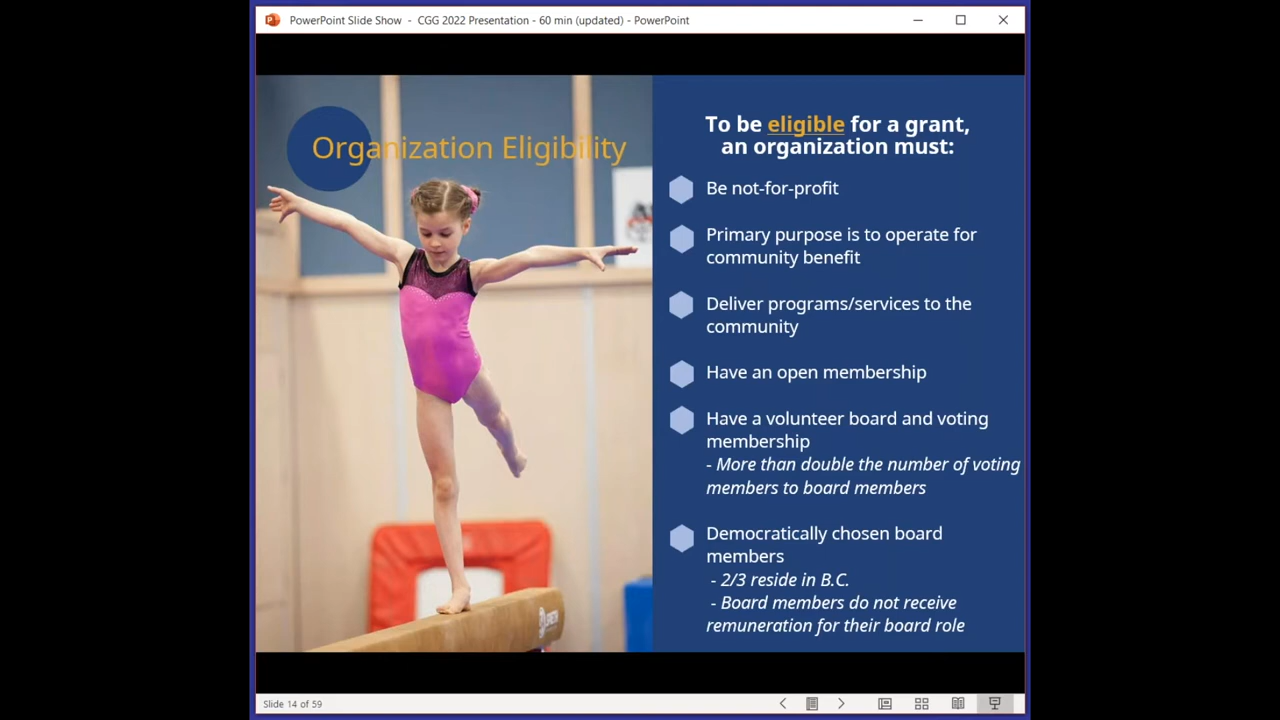 PowerPoint Slide Show - CGG 2022 Presentation - 60 min (updated) - PowerPoint
Organization Eligibility
To be eligible for a grant,
an organization must:
Be not-for-profit
Primary purpose is to operate for
community benefit
Deliver programs/services to the
community
Have an open membership
Have a volunteer board and voting
membership
- More than double the number of voting
members to board members
Democratically chosen board
members
- 2/3 reside in B.C.
- Board members do not receive
remuneration for their board role
Slide 14 of 59